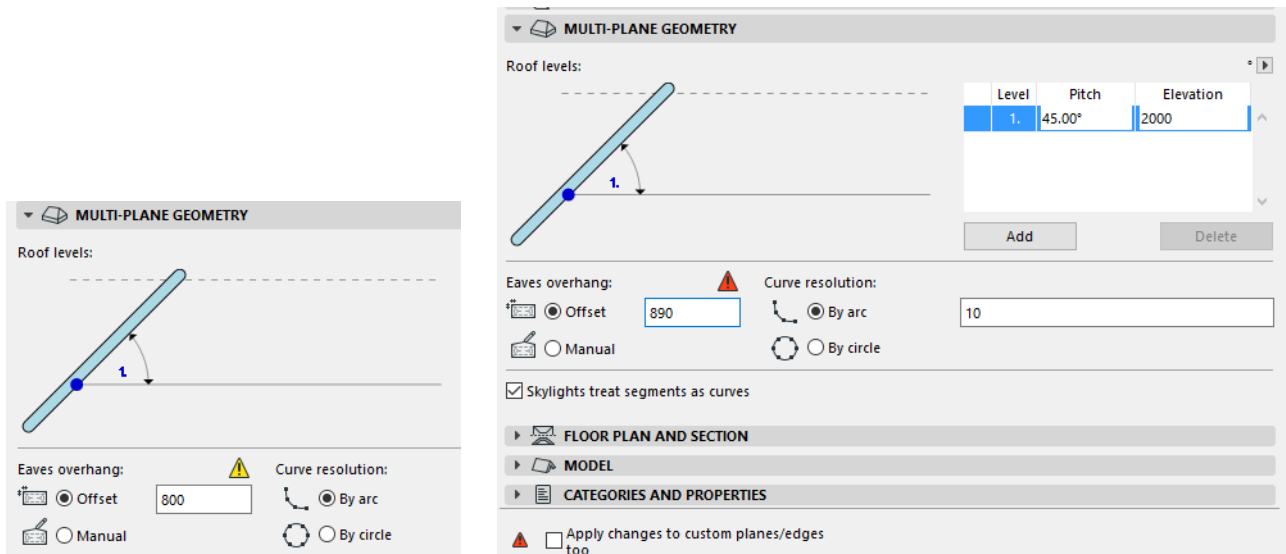 MULTI-PLANE GEOMETRY
Roof levels:
1.
Eaves overhang:
Curve resolution:
Offset
800
By arc
Manual
By circle
MULTI-PLANE GEOMETRY
Roof levels:
°
Level Pitch Elevation
1. 45.00° 2000
1.
Add Delete
Eaves overhang:
Curve resolution:
Offset
890
By arc
10
Manual
By circle
Skylights treat segments as curves
FLOOR PLAN AND SECTION
MODEL
CATEGORIES AND PROPERTIES
Apply changes to custom planes/edges
too